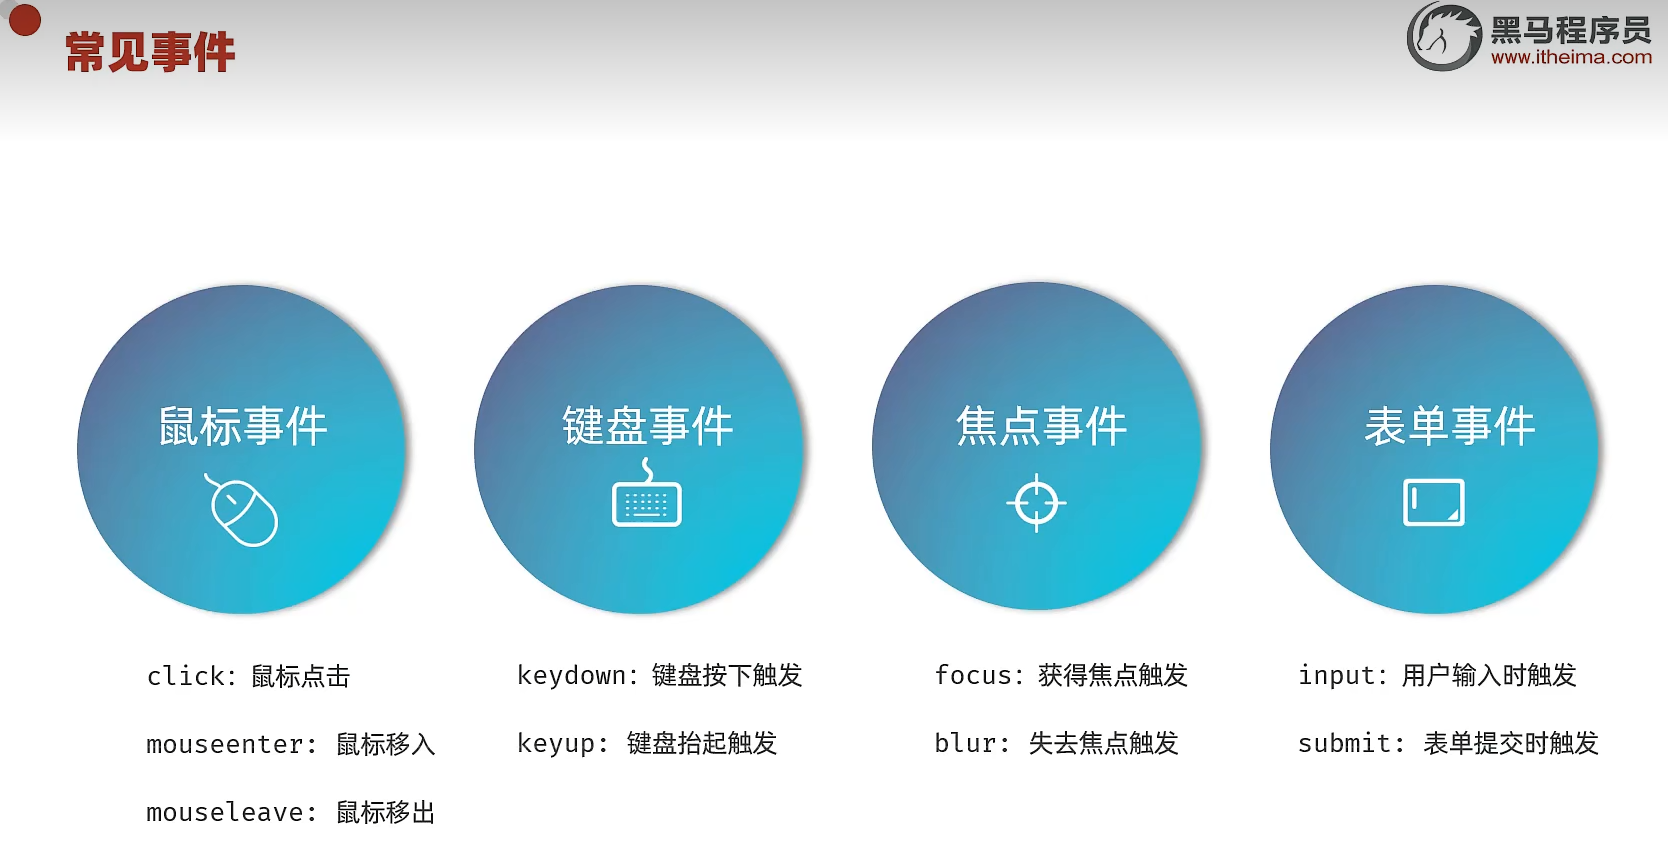 常见事件
黑马程序员
www.itheima.com
鼠标事件
键盘事件
焦点事件
表单事件
click: 鼠标点击
mouseenter: 鼠标移入
mouseleave: 鼠标移出
keydown: 键盘按下触发
keyup: 键盘抬起触发
focus: 获得焦点触发
blur: 失去焦点触发
input: 用户输入时触发
submit: 表单提交时触发